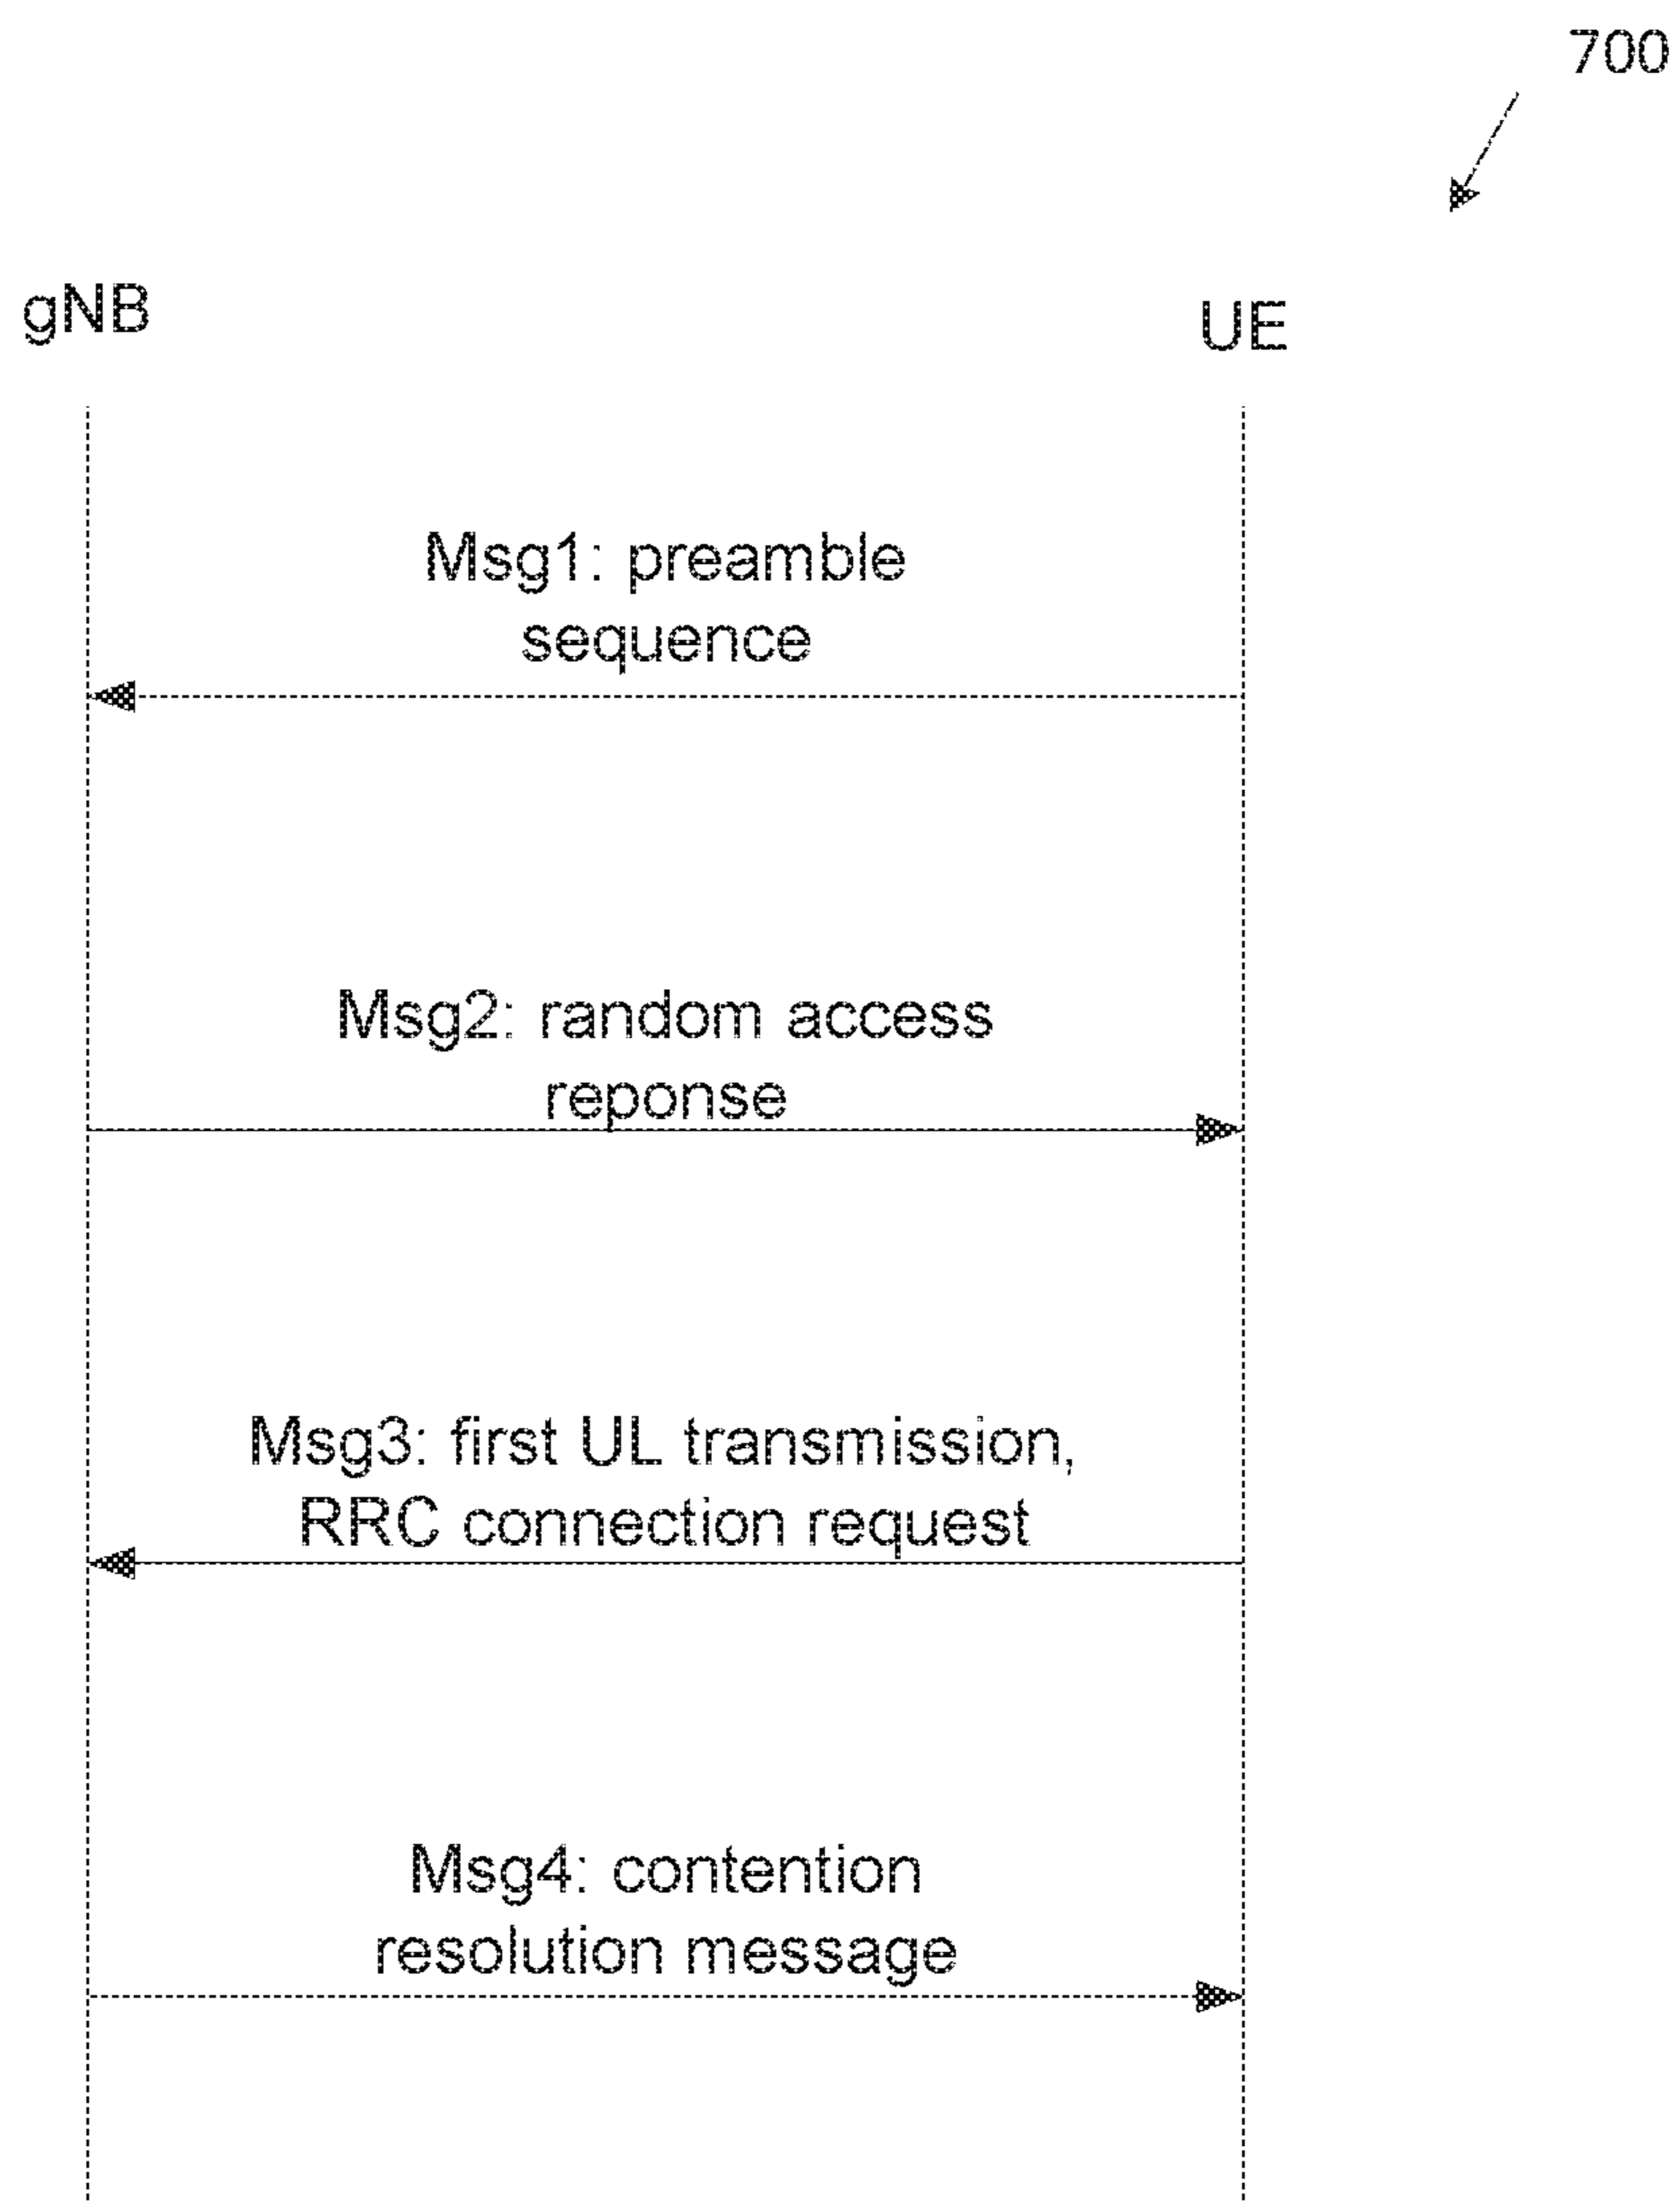 700
gNB
UE
Msg1: preamble
sequence
Msg2: random access
reponse
Msg3: first UL transmission,
RRC connection request
Msg4: contention
resolution message